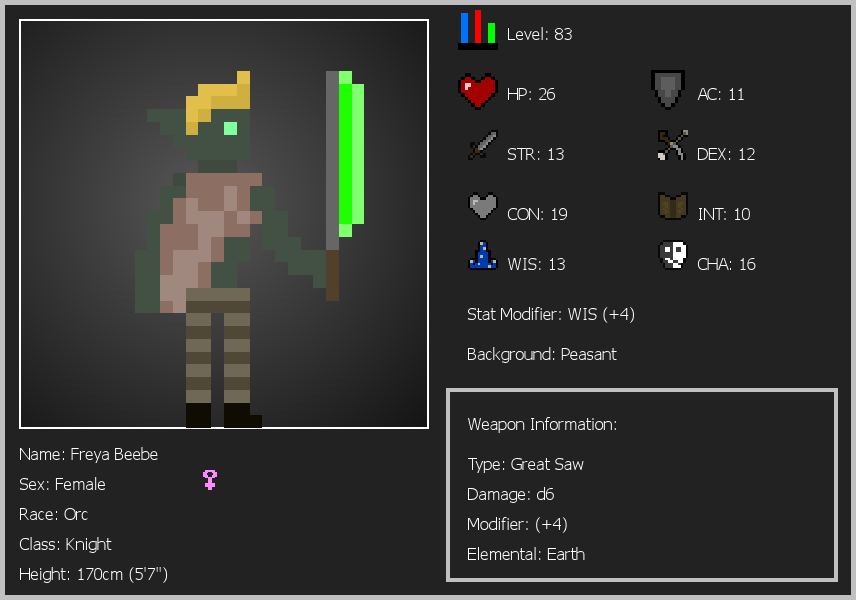 Level: 83
HP: 26
AC: 11
STR: 13
DEX: 12
CON: 19
INT: 10
WIS: 13
CHA: 16
Stat Modifier: WIS (+4)
Background: Peasant
Weapon Information:
Type: Great Saw
Damage: d6
Modifier: (+4)
Elemental: Earth
Name: Freya Beebe
Sex: Female
Race: Orc
Class: Knight
Height: 170cm (5'7")